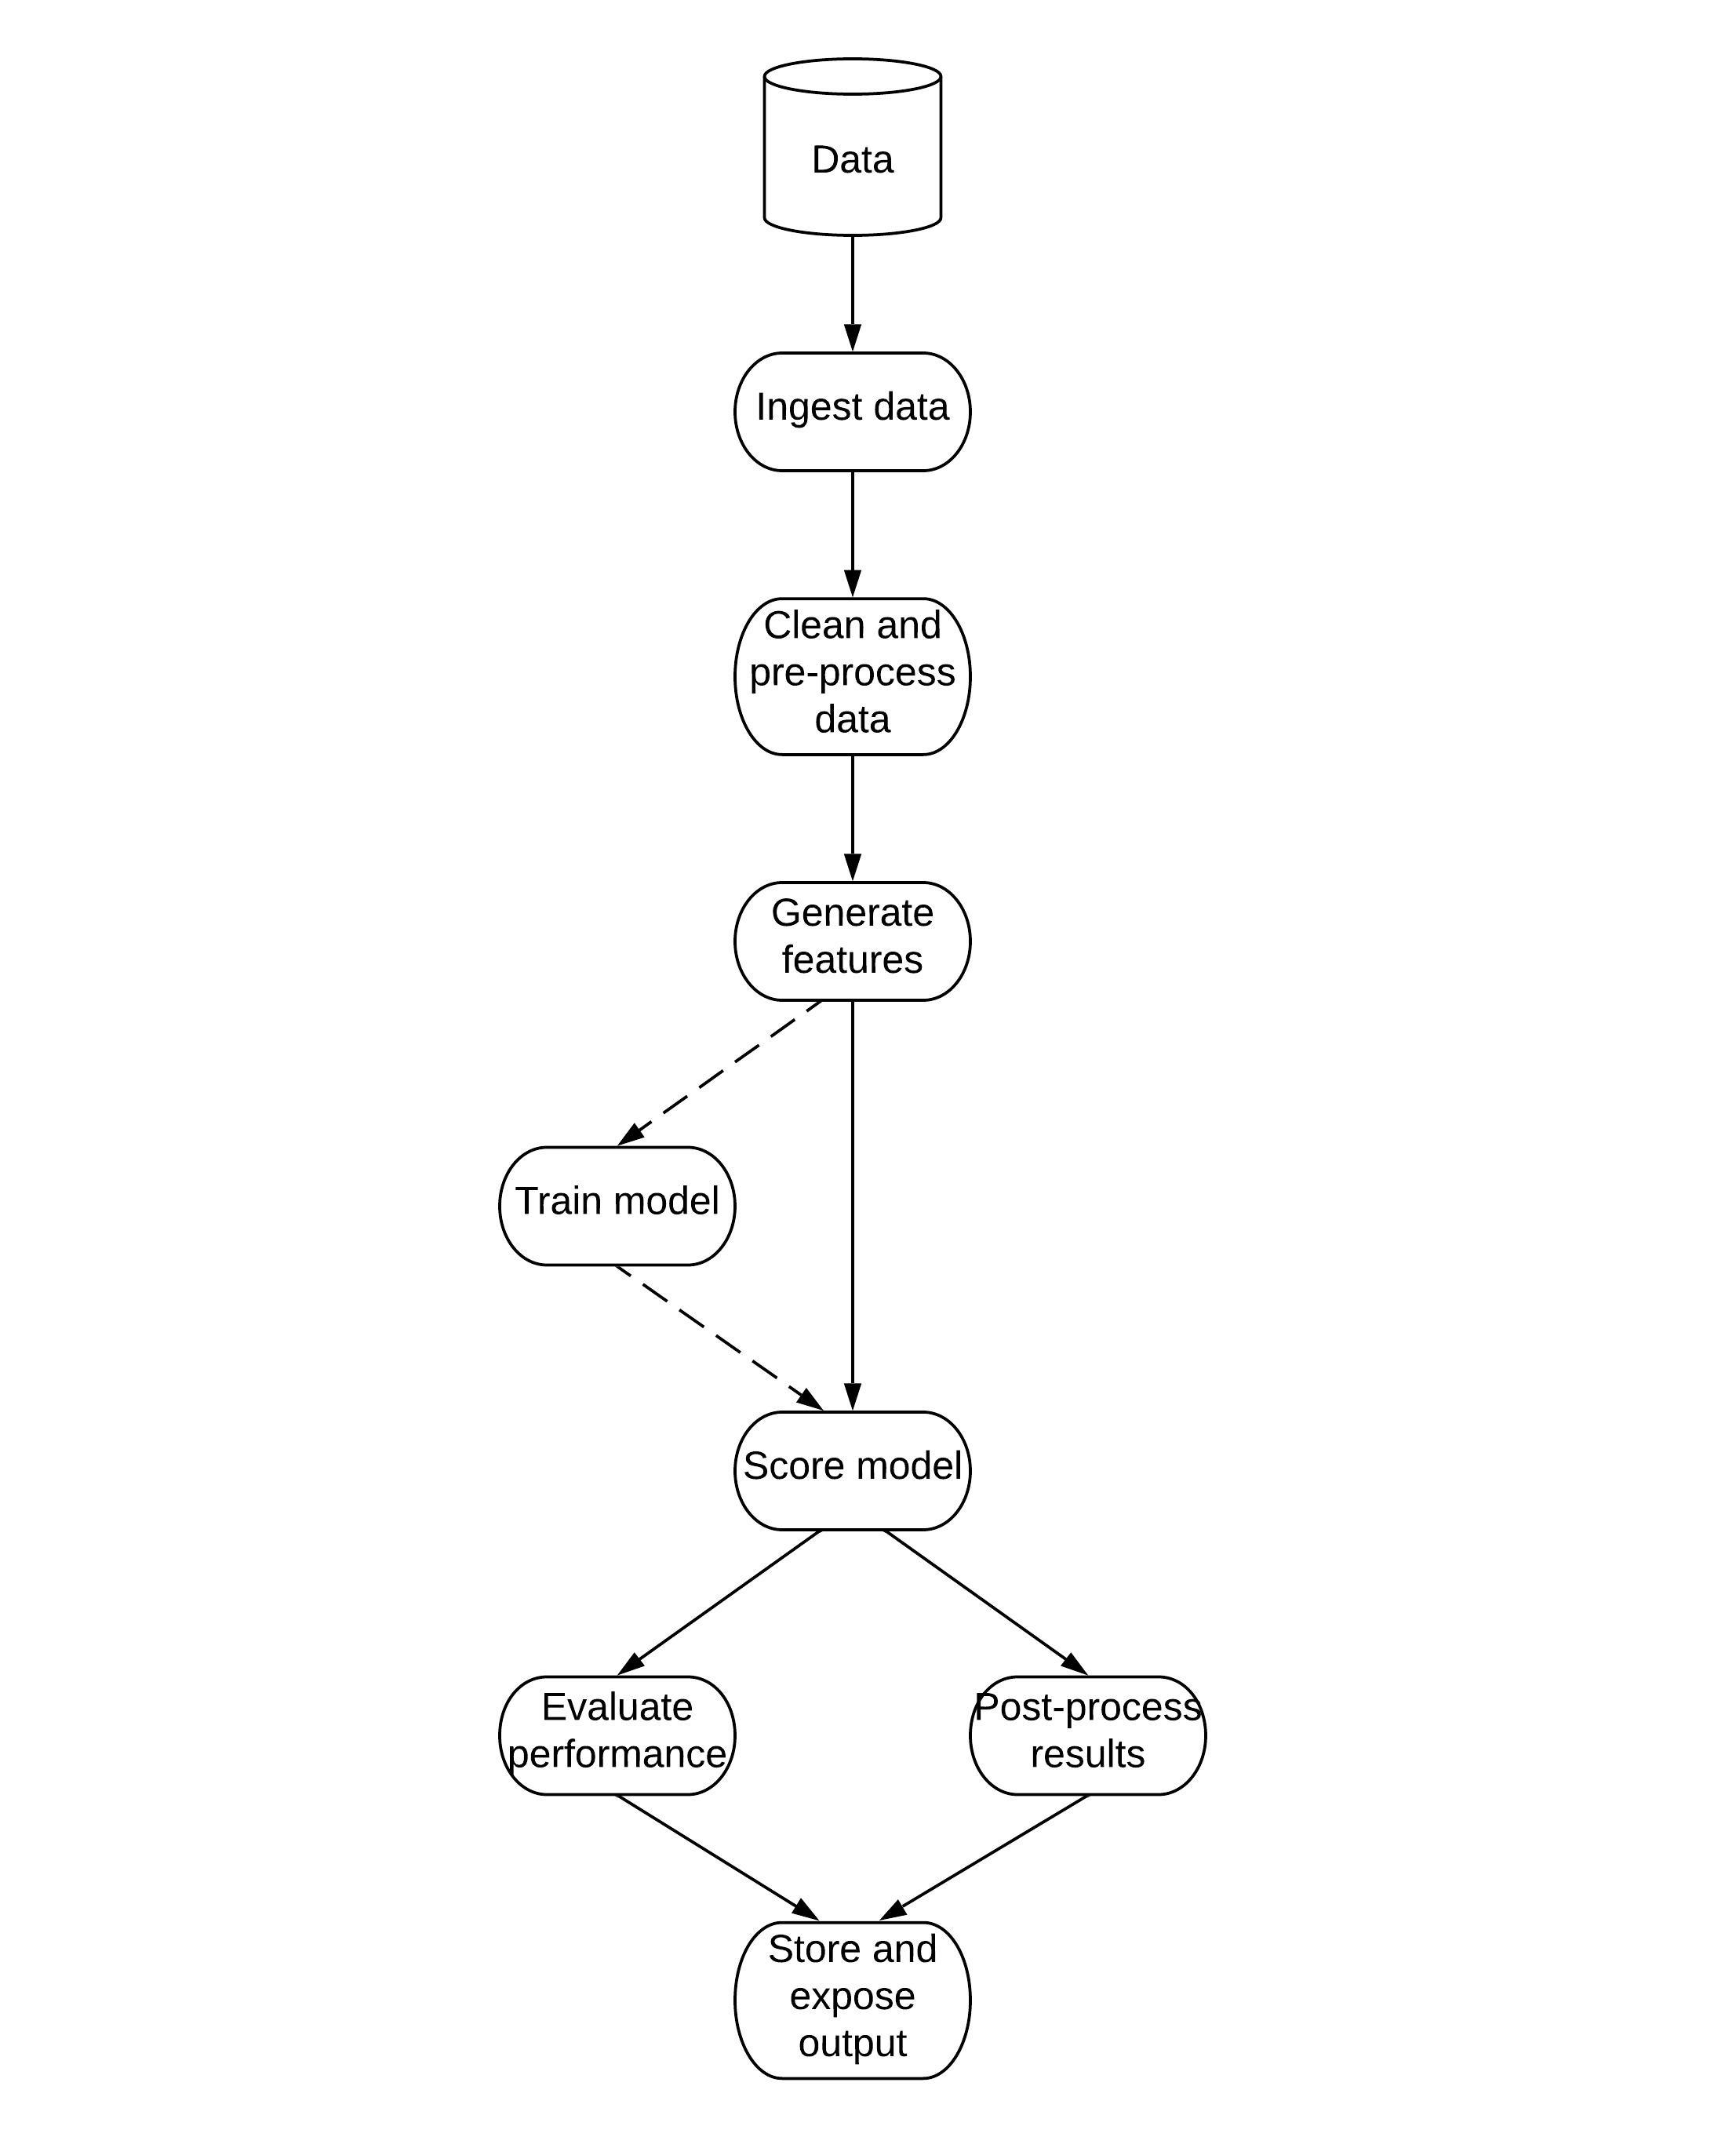 Data
Ingest data
Clean and
pre-process
data
Generate
features
Train model
Score model
Evaluate
performance
Post-process
results
Store and
expose
output